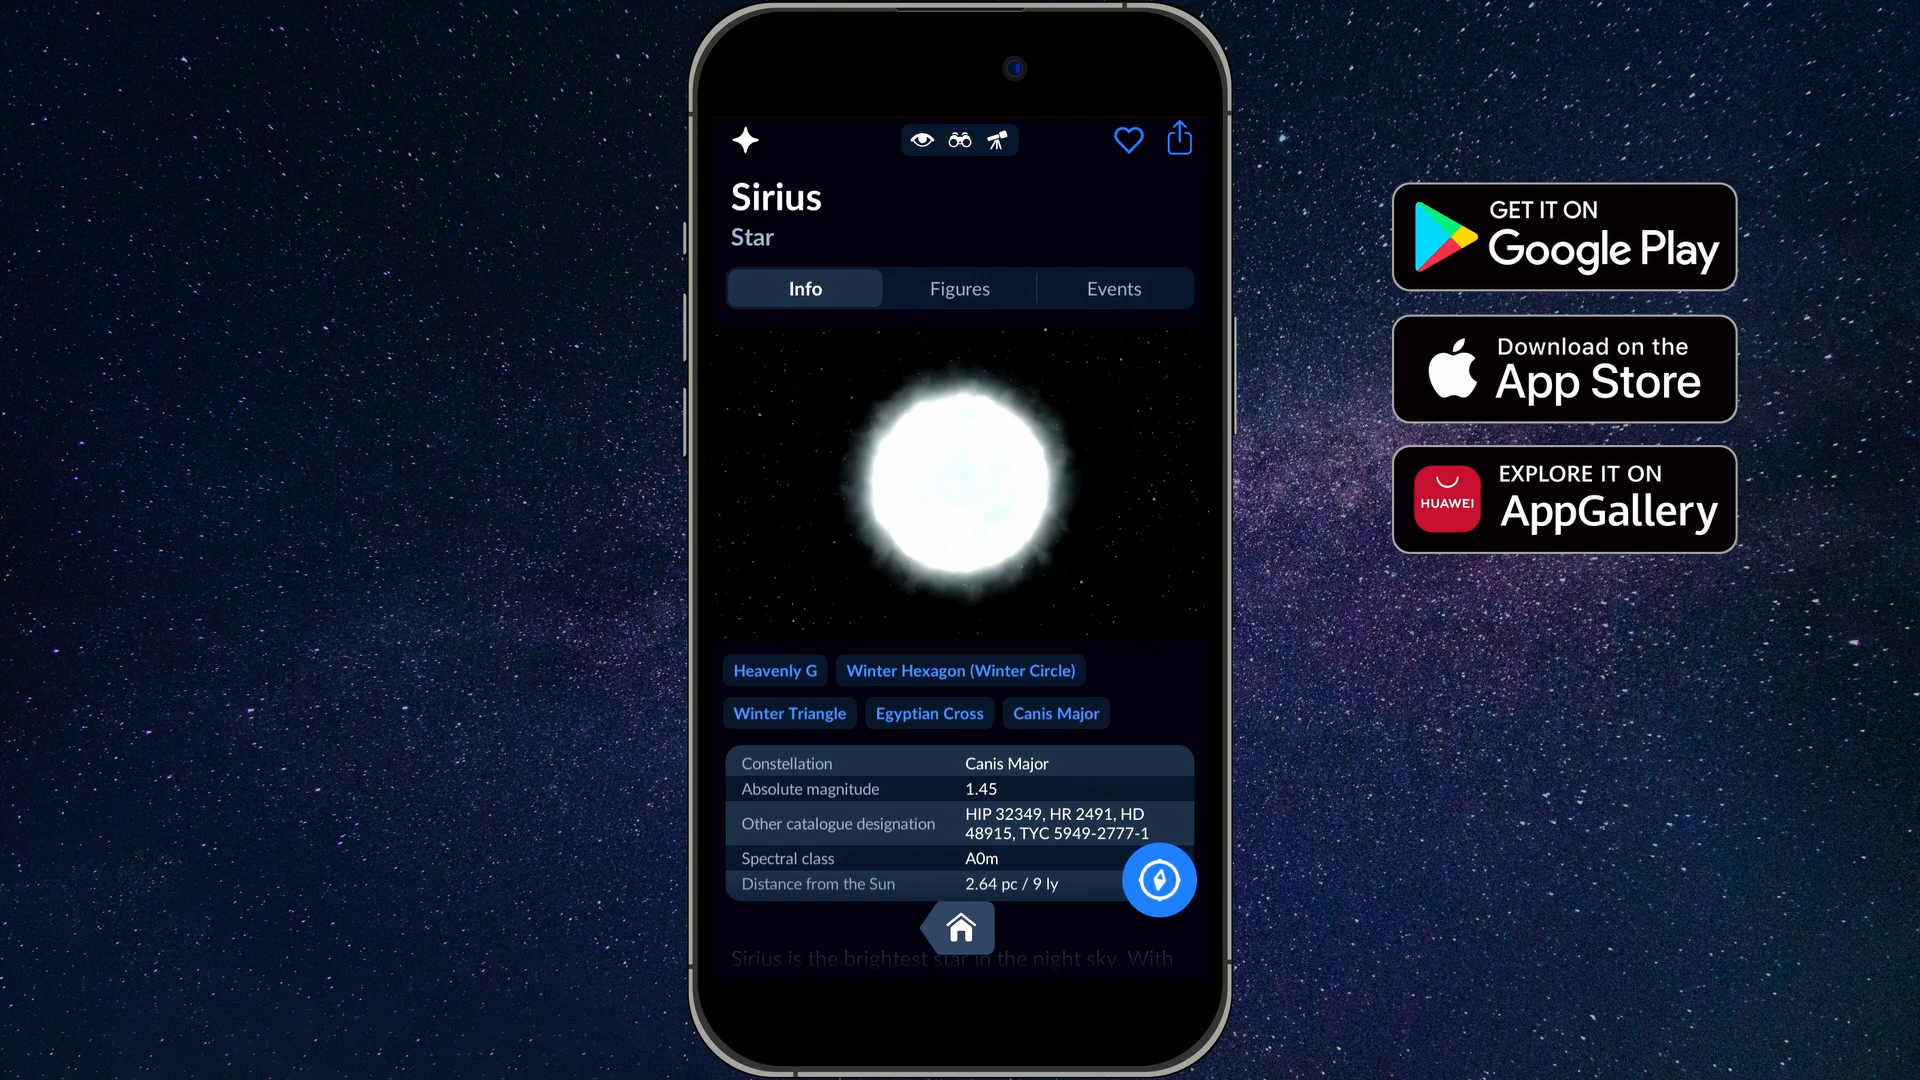 Sirius
Star
Info
Figures
Events
Heavenly G
Winter Hexagon (Winter Circle)
Winter Triangle
Egyptian Cross
Canis Major
Constellation
Canis Major
Absolute magnitude
1.45
Other catalogue designation
HIP 32349, HR 2491, HD
48915, TYC 5949-2777-1
Spectral class
A0m
Distance from the Sun
2.64 pc / 9 ly
Sirius is the brightest star in the night sky. With
GET IT ON
Google Play
Download on the
App Store
HUAWEI
EXPLORE IT ON
AppGallery